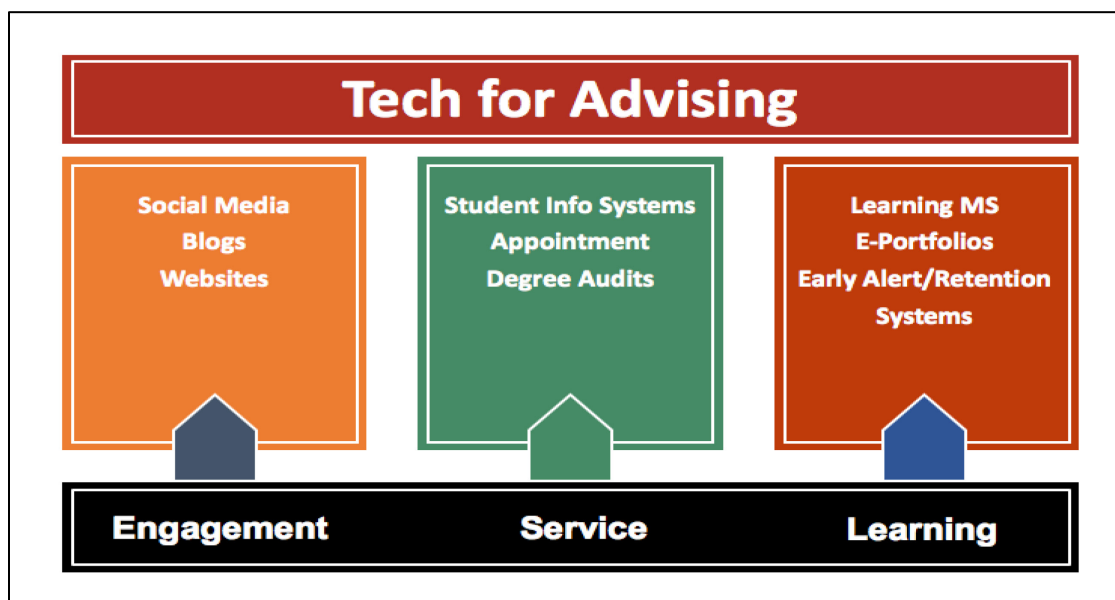 Tech for Advising
Social Media
Blogs
Websites
Student Info Systems
Appointment
Degree Audits
Learning MS
E-Portfolios
Early Alert/Retention
Systems
Engagement
Service
Learning